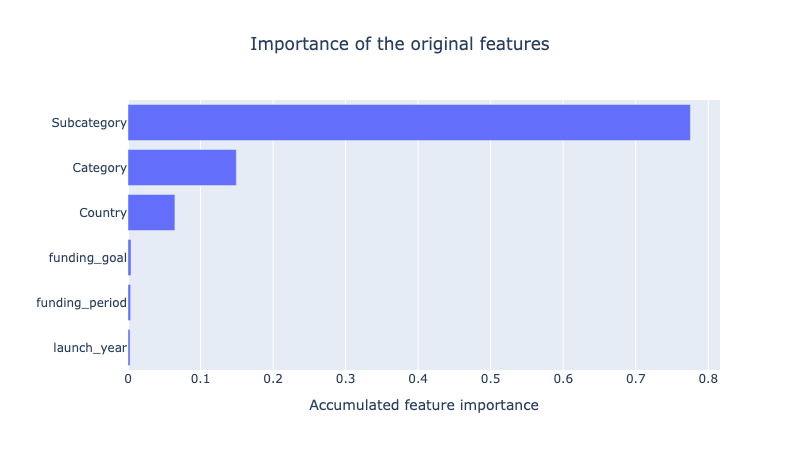 Importance of the original features
Subcategory
Category
Country
funding_goal
funding_period
launch_year
0 0.1 0.2 0.3 0.4 0.5 0.6 0.7 0.8
Accumulated feature importance